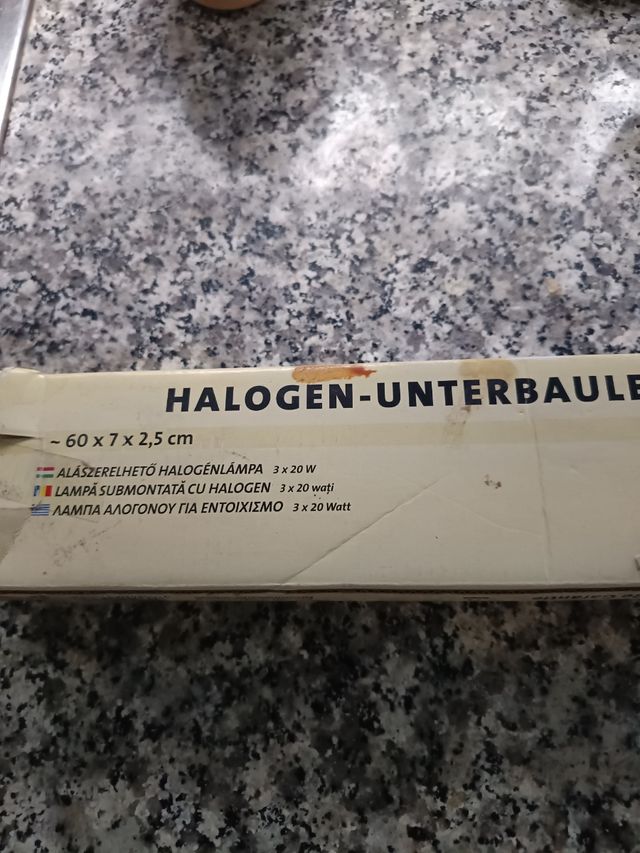 HALOGEN-UNTERBAULE
~ 60 x 7 x 2,5 cm
ALÁSZERELHETŐ HALOGÉNLÁMPA 3 x 20 W
LAMPĂ SUBMONTATĂ CU HALOGEN 3 x 20 wați
ΛΑΜΠΑ ΑΛΟΓΟΝΟΥ ΓΙΑ ΕΝΤΟΙΧΙΣΜΟ 3 x 20 Watt